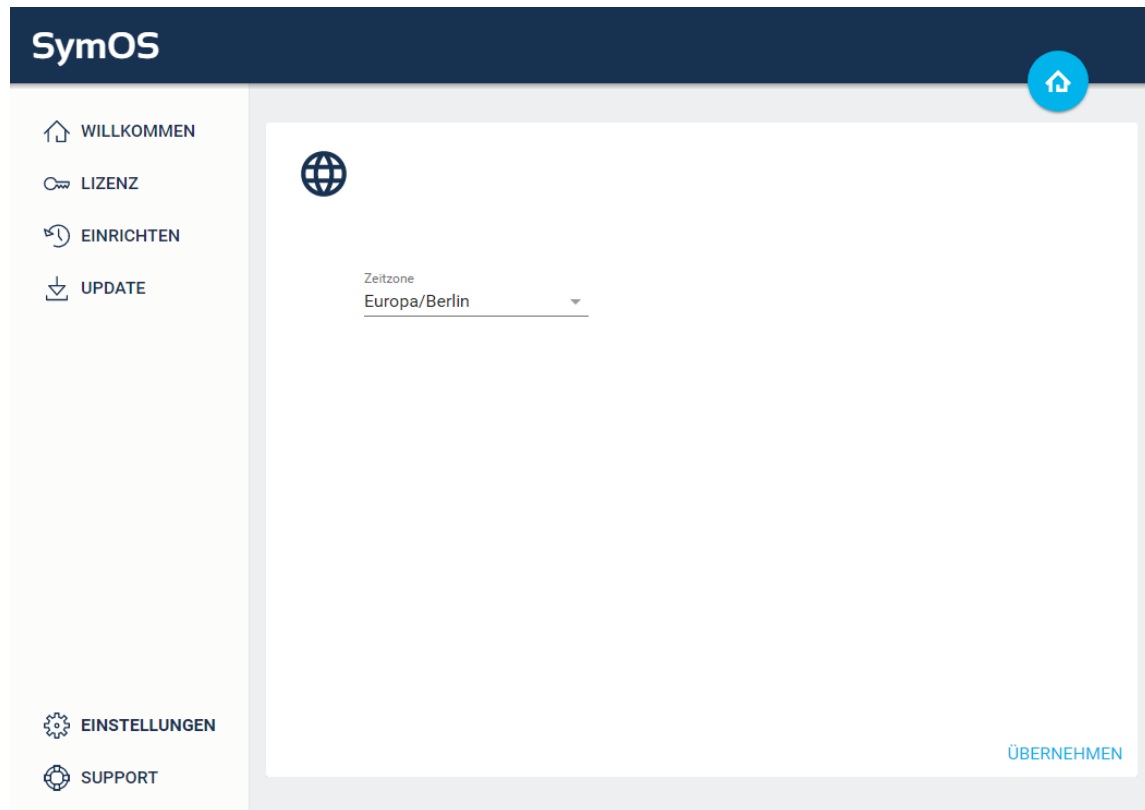 SymOS
WILLKOMMEN
LIZENZ
EINRICHTEN
UPDATE
Zeitzone
Europa/Berlin
EINSTELLUNGEN
SUPPORT
ÜBERNEHMEN